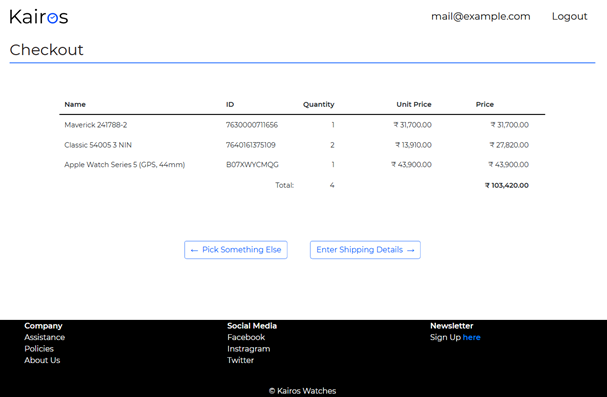 Kairos
mail@example.com Logout
Checkout
Name ID Quantity Unit Price Price
Maverick 241788-2 7630000711656 1 ₹ 31,700.00 ₹ 31,700.00
Classic 54005 3 NIN 7640161375109 2 ₹ 13,910.00 ₹ 27,820.00
Apple Watch Series 5 (GPS, 44mm) B07XWYCMQG 1 ₹ 43,900.00 ₹ 43,900.00
Total: 4 ₹ 103,420.00
← Pick Something Else Enter Shipping Details →
Company Social Media Newsletter
Assistance Facebook Sign Up here
Policies Instragram
About Us Twitter
© Kairos Watches